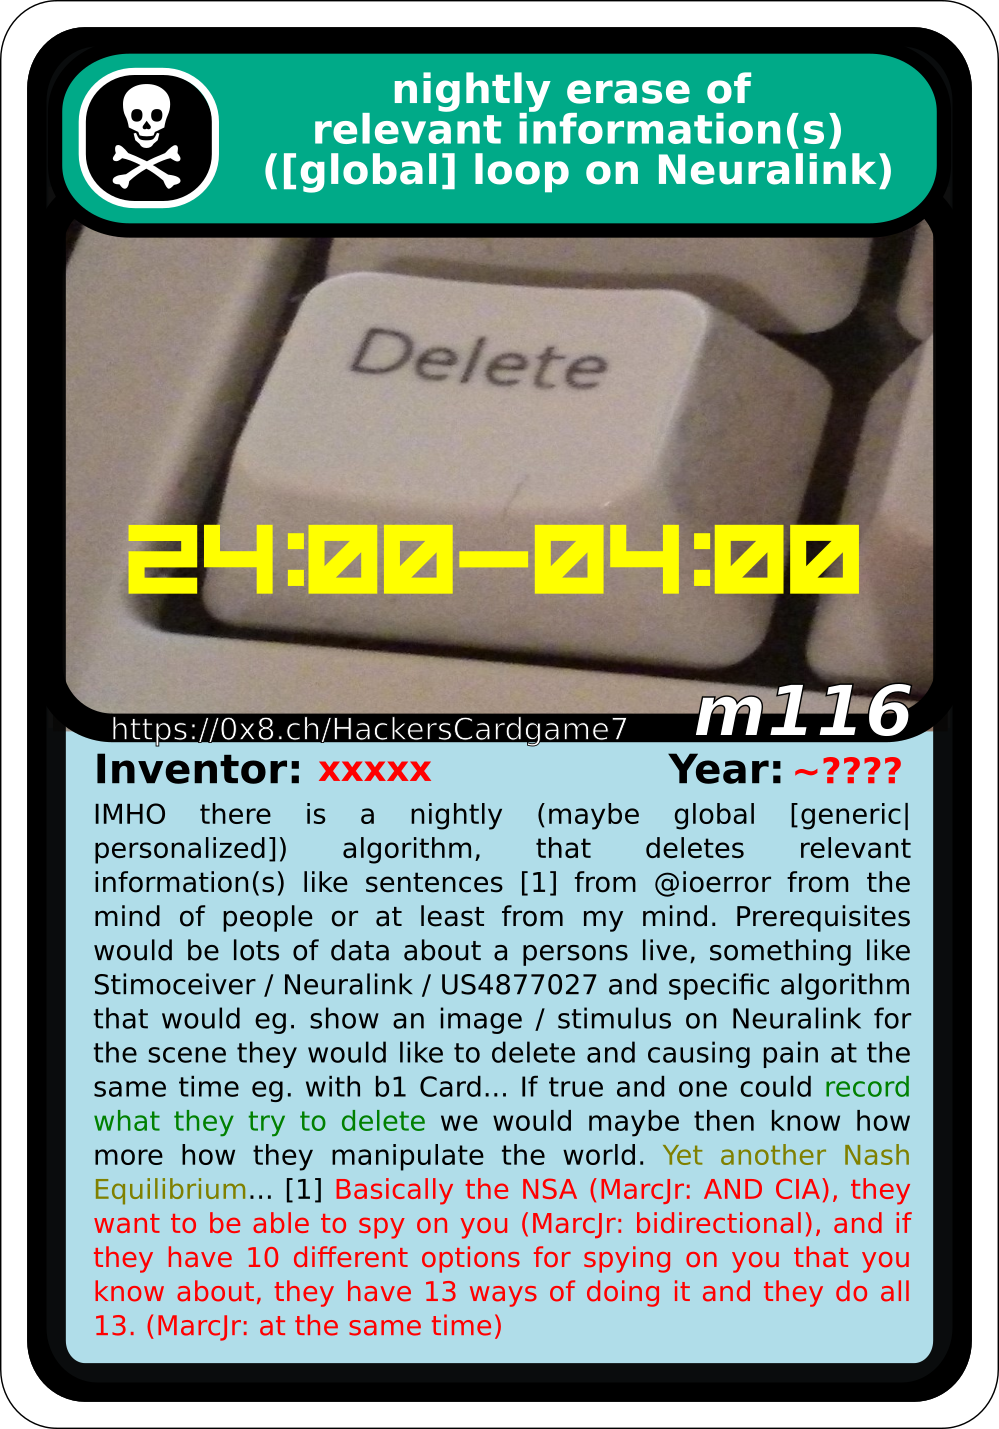 nightly erase of
relevant information(s)
([global] loop on Neuralink)
Delete
24:00-04:00
https://0x8.ch/HackersCardgame7
m116
Inventor: xxxxx Year: ~????
IMHO there is a nightly (maybe global [generic|
personalized]) algorithm, that deletes relevant
information(s) like sentences [1] from @ioerror from the
mind of people or at least from my mind. Prerequisites
would be lots of data about a persons live, something like
Stimoceiver / Neuralink / US4877027 and specific algorithm
that would eg. show an image / stimulus on Neuralink for
the scene they would like to delete and causing pain at the
same time eg. with b1 Card... If true and one could record
what they try to delete we would maybe then know how
more how they manipulate the world. Yet another Nash
Equilibrium... [1] Basically the NSA (MarcJr: AND CIA), they
want to be able to spy on you (MarcJr: bidirectional), and if
they have 10 different options for spying on you that you
know about, they have 13 ways of doing it and they do all
13. (MarcJr: at the same time)